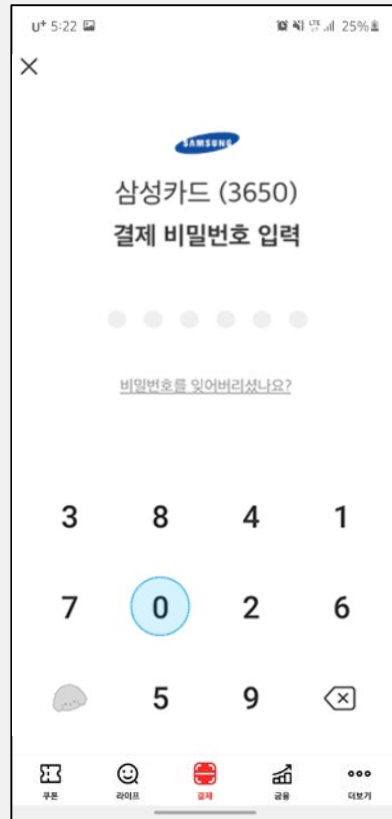 U+ 5:22 LTE 25%
SAMSUNG
삼성카드 (3650)
결제 비밀번호 입력
비밀번호를 잊어버리셨나요?
3 8 4 1
7 0 2 6
5 9
쿠폰 라이프 결제 금융 더보기